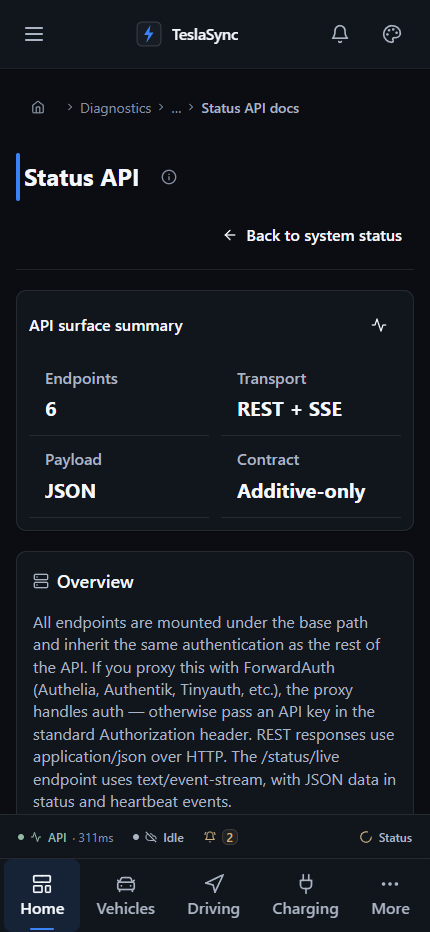 TeslaSync
Diagnostics > ... > Status API docs
Status API
← Back to system status
API surface summary
Endpoints
6
Transport
REST + SSE
Payload
JSON
Contract
Additive-only
Overview
All endpoints are mounted under the base path
and inherit the same authentication as the rest of
the API. If you proxy this with ForwardAuth
(Authelia, Authentik, Tinyauth, etc.), the proxy
handles auth — otherwise pass an API key in the
standard Authorization header. REST responses use
application/json over HTTP. The /status/live
endpoint uses text/event-stream, with JSON data in
status and heartbeat events.
API · 311ms
Idle
2
Status
Home
Vehicles
Driving
Charging
More